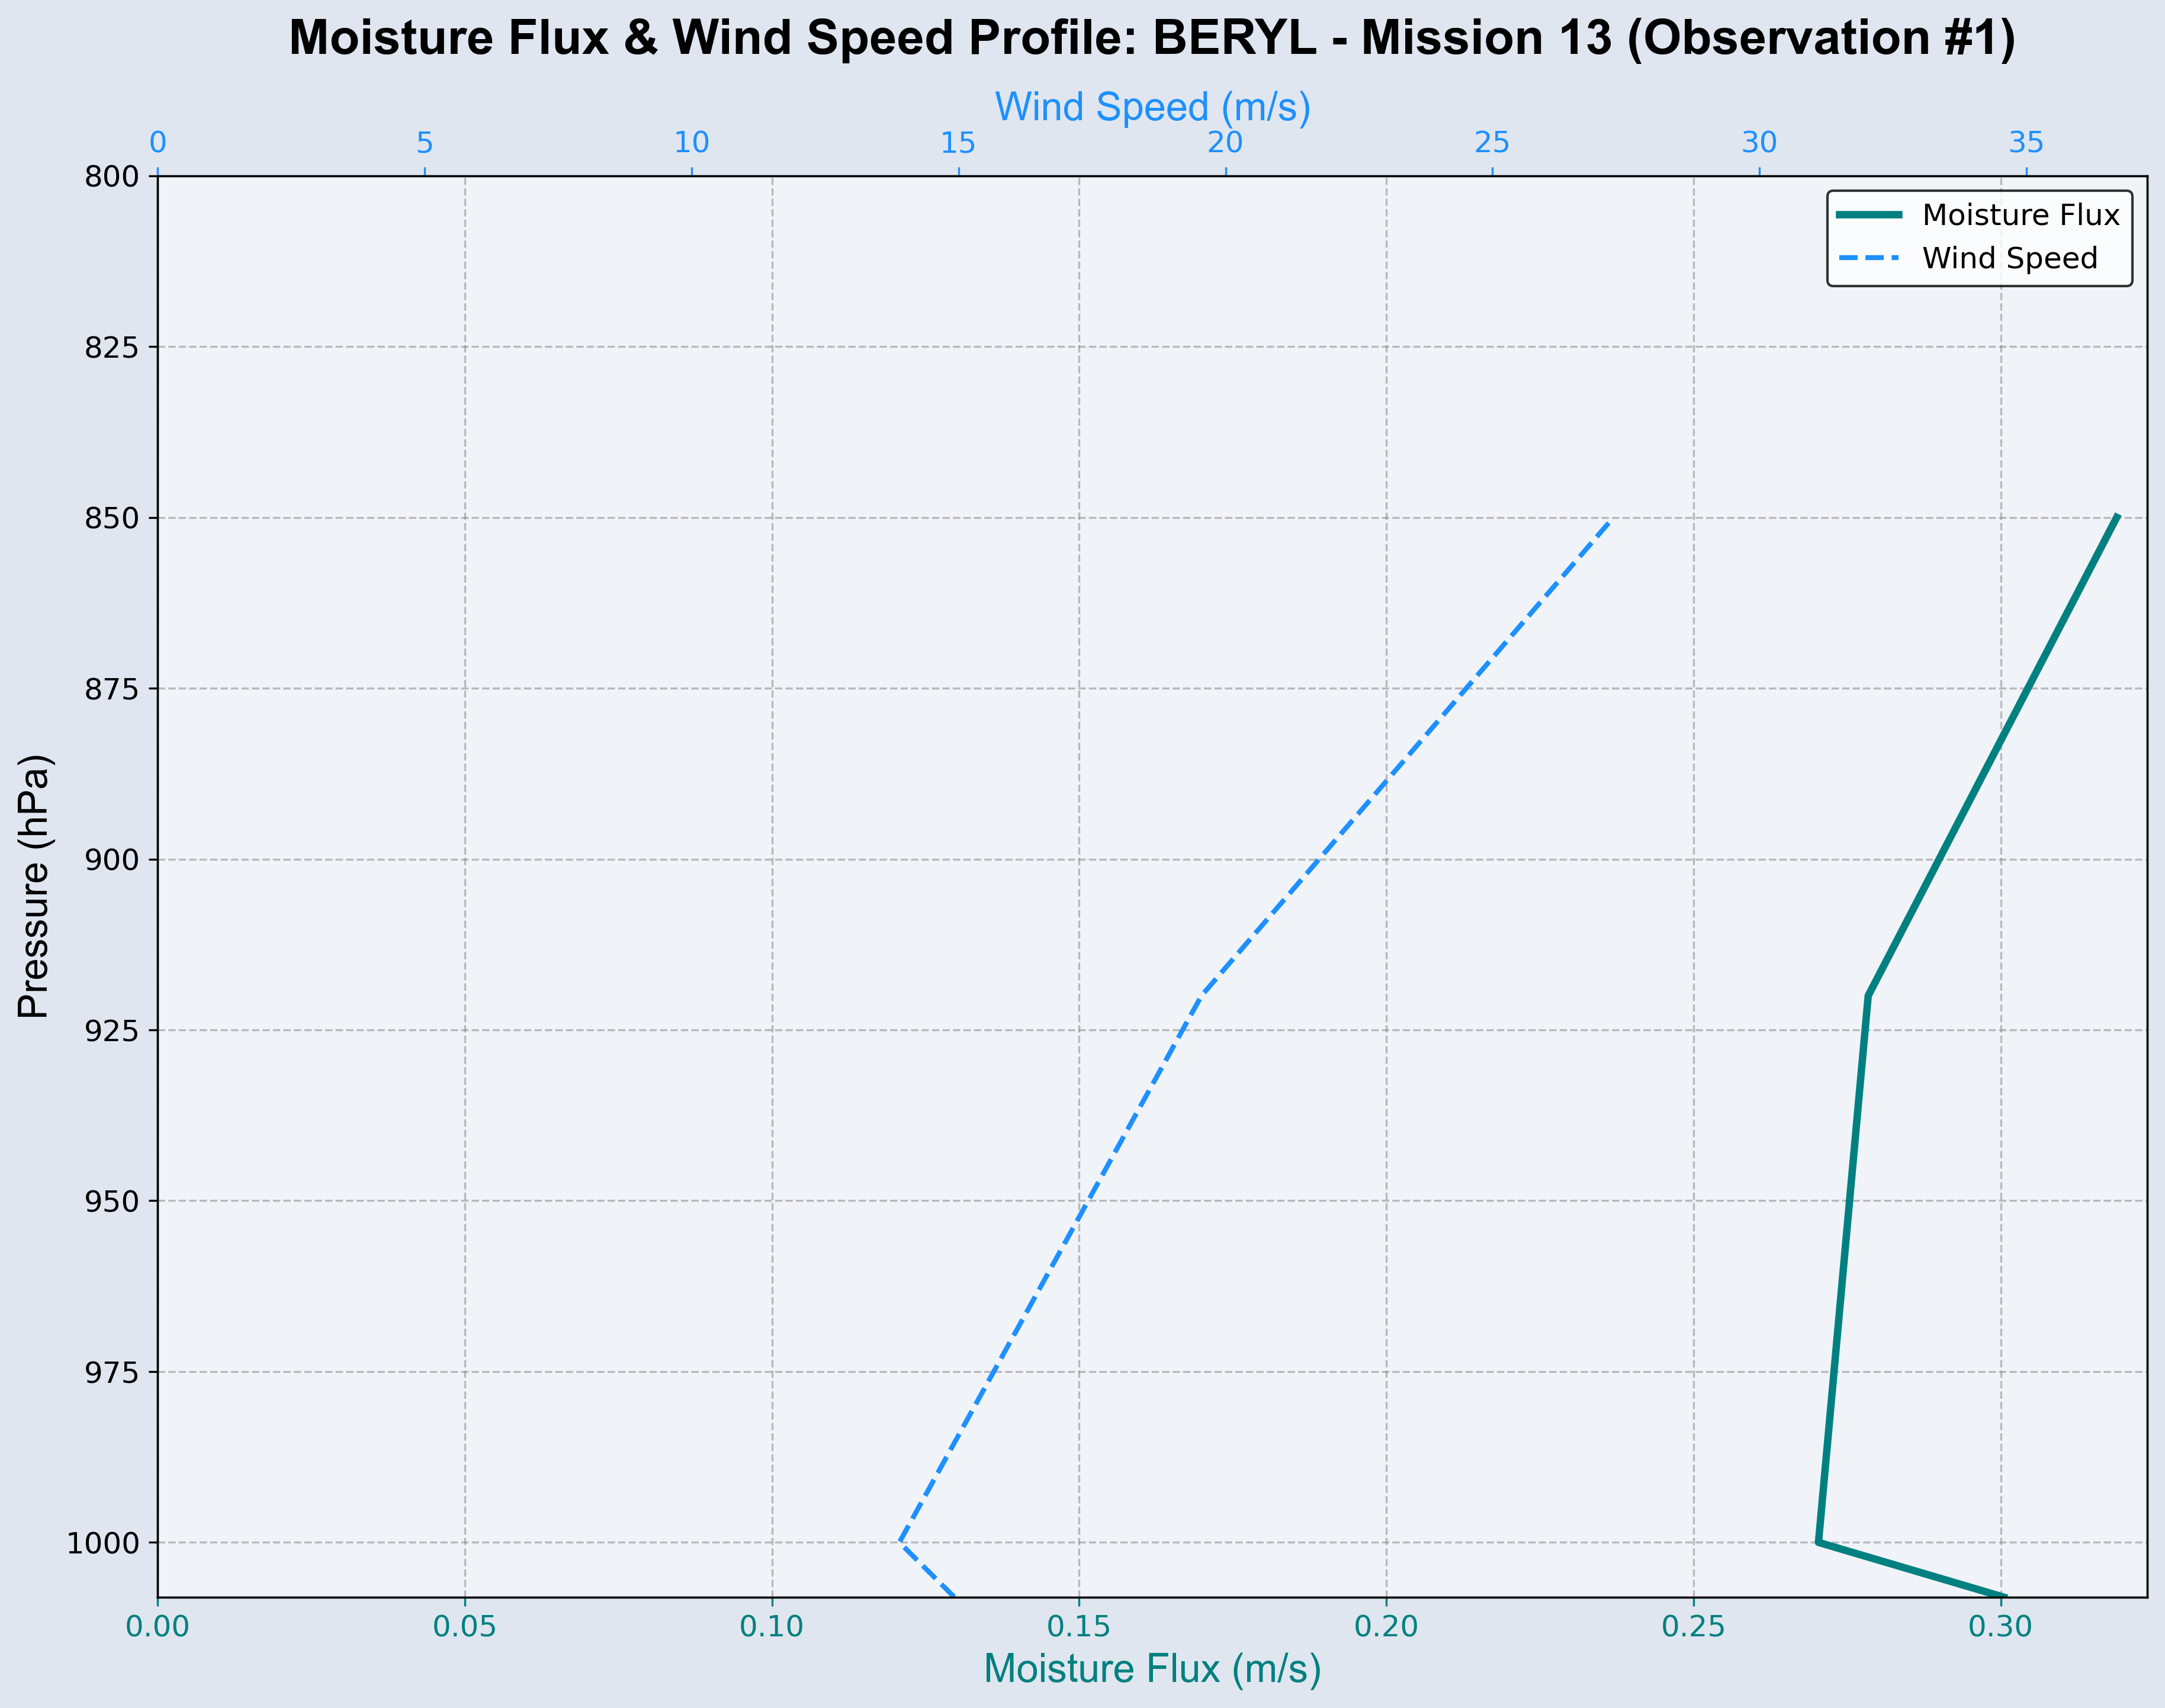 Moisture Flux & Wind Speed Profile: BERYL - Mission 13 (Observation #1)
Wind Speed (m/s)
0 5 10 15 20 25 30 35
Moisture Flux
Wind Speed
Pressure (hPa)
800
825
850
875
900
925
950
975
1000
0.00 0.05 0.10 0.15 0.20 0.25 0.30
Moisture Flux (m/s)